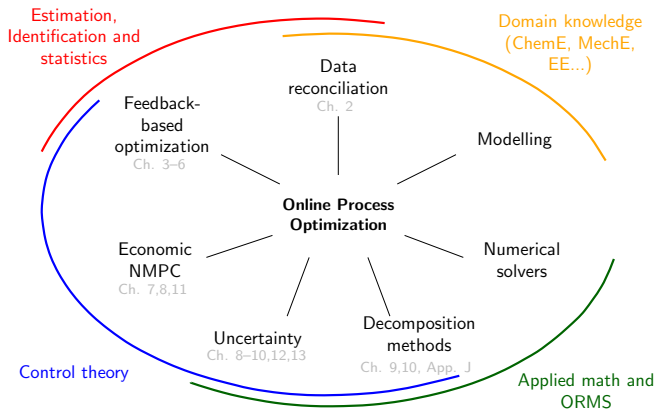 Estimation,
Identification and
statistics
Domain knowledge
(ChemE, MechE,
EE...)
Data
reconciliation
Ch. 2
Feedback-
based
optimization
Ch. 3–6
Modelling
Online Process
Optimization
Economic
NMPC
Ch. 7,8,11
Numerical
solvers
Uncertainty
Ch. 8–10,12,13
Decomposition
methods
Ch. 9,10, App. J
Control theory
Applied math and
ORMS